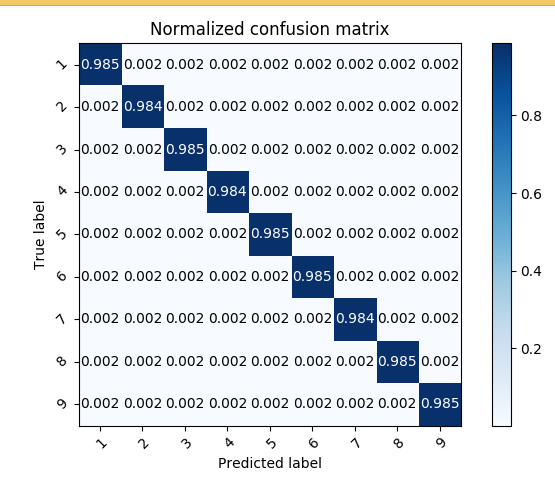 Normalized confusion matrix
1 0.985 0.002 0.002 0.002 0.002 0.002 0.002 0.002 0.002
2 0.002 0.984 0.002 0.002 0.002 0.002 0.002 0.002 0.002
3 0.002 0.002 0.985 0.002 0.002 0.002 0.002 0.002 0.002
4 0.002 0.002 0.002 0.984 0.002 0.002 0.002 0.002 0.002
5 0.002 0.002 0.002 0.002 0.985 0.002 0.002 0.002 0.002
6 0.002 0.002 0.002 0.002 0.002 0.985 0.002 0.002 0.002
7 0.002 0.002 0.002 0.002 0.002 0.002 0.984 0.002 0.002
8 0.002 0.002 0.002 0.002 0.002 0.002 0.002 0.985 0.002
9 0.002 0.002 0.002 0.002 0.002 0.002 0.002 0.002 0.985
1 2 3 4 5 6 7 8 9
Predicted label
True label
0.8
0.6
0.4
0.2